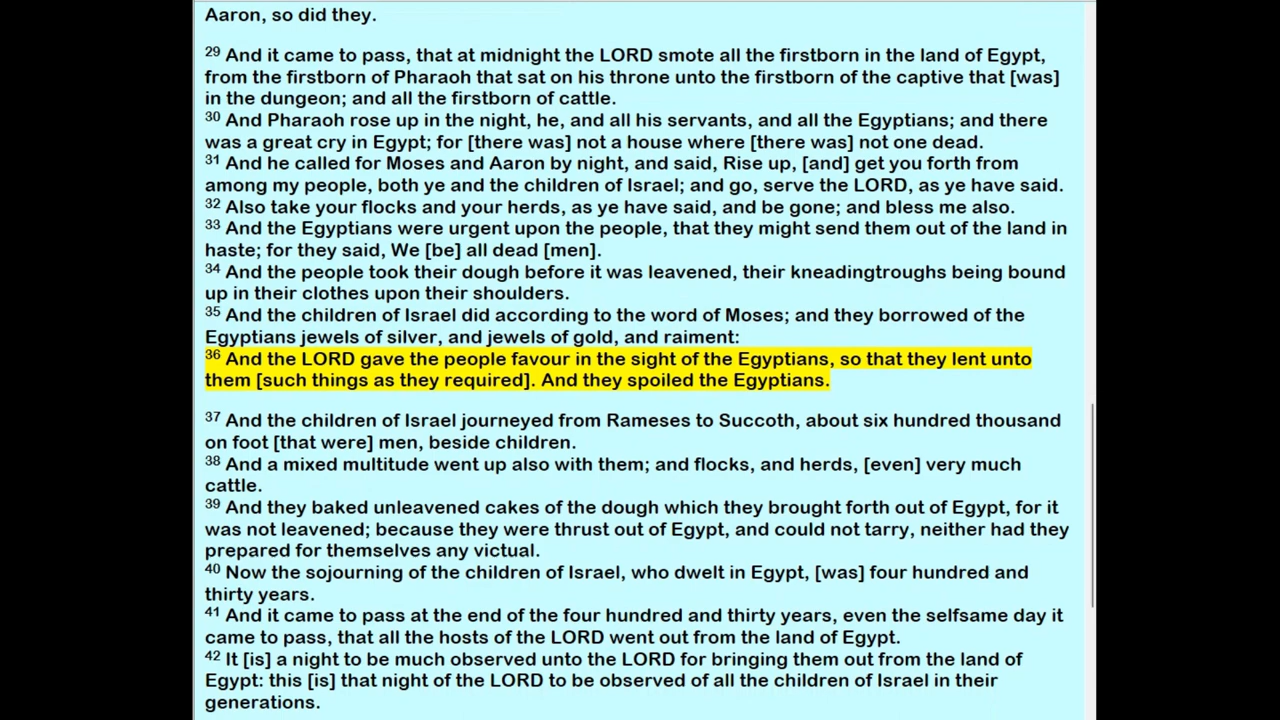 Aaron, so did they.
29 And it came to pass, that at midnight the LORD smote all the firstborn in the land of Egypt,
from the firstborn of Pharaoh that sat on his throne unto the firstborn of the captive that [was]
in the dungeon; and all the firstborn of cattle.
30 And Pharaoh rose up in the night, he, and all his servants, and all the Egyptians; and there
was a great cry in Egypt; for [there was] not a house where [there was] not one dead.
31 And he called for Moses and Aaron by night, and said, Rise up, [and] get you forth from
among my people, both ye and the children of Israel; and go, serve the LORD, as ye have said.
32 Also take your flocks and your herds, as ye have said, and be gone; and bless me also.
33 And the Egyptians were urgent upon the people, that they might send them out of the land in
haste; for they said, We [be] all dead [men].
34 And the people took their dough before it was leavened, their kneadingtroughs being bound
up in their clothes upon their shoulders.
35 And the children of Israel did according to the word of Moses; and they borrowed of the
Egyptians jewels of silver, and jewels of gold, and raiment:
36 And the LORD gave the people favour in the sight of the Egyptians, so that they lent unto
them [such things as they required]. And they spoiled the Egyptians.
37 And the children of Israel journeyed from Rameses to Succoth, about six hundred thousand
on foot [that were] men, beside children.
38 And a mixed multitude went up also with them; and flocks, and herds, [even] very much
cattle.
39 And they baked unleavened cakes of the dough which they brought forth out of Egypt, for it
was not leavened; because they were thrust out of Egypt, and could not tarry, neither had they
prepared for themselves any victual.
40 Now the sojourning of the children of Israel, who dwelt in Egypt, [was] four hundred and
thirty years.
41 And it came to pass at the end of the four hundred and thirty years, even the selfsame day it
came to pass, that all the hosts of the LORD went out from the land of Egypt.
42 It [is] a night to be much observed unto the LORD for bringing them out from the land of
Egypt: this [is] that night of the LORD to be observed of all the children of Israel in their
generations.